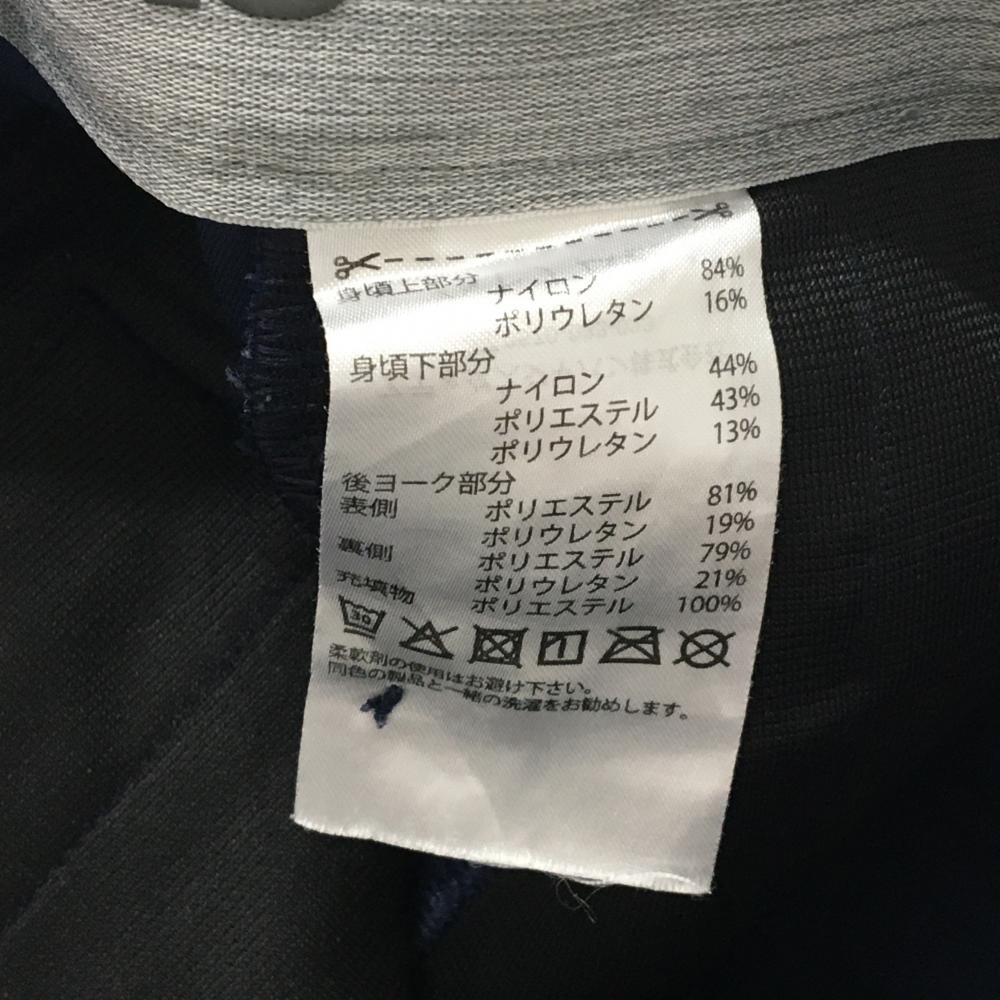 身頃上部分
ナイロン 84%
ポリウレタン 16%
身頃下部分
ナイロン 44%
ポリエステル 43%
ポリウレタン 13%
後ヨーク部分
表側 ポリエステル 81%
ポリウレタン 19%
裏側 ポリエステル 79%
ポリウレタン 21%
充填物 ポリエステル 100%
30
柔軟剤の使用はお避け下さい。
同色の製品と一緒の洗濯をお勧めします。